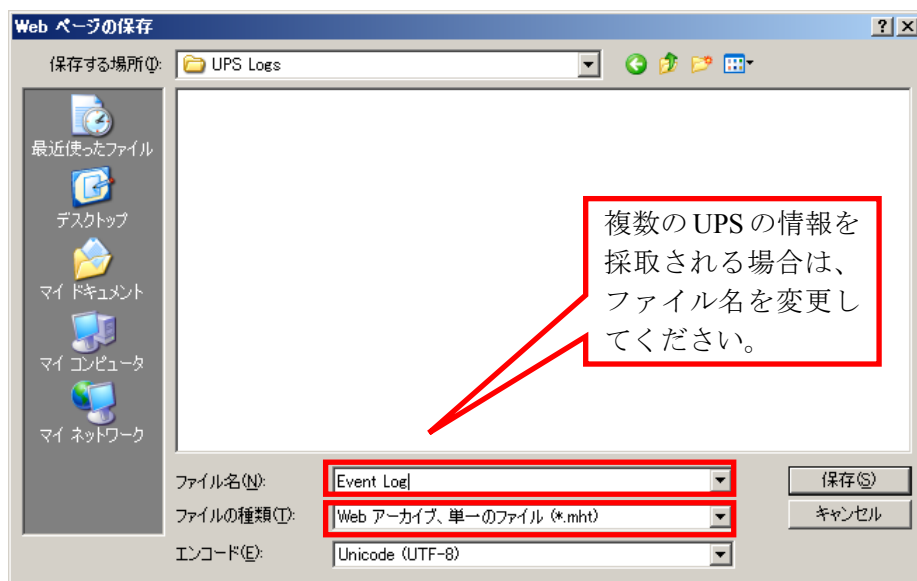 Web ページの保存
保存する場所(I):
UPS Logs
最近使ったファイル
デスクトップ
マイ ドキュメント
マイ コンピュータ
マイ ネットワーク
複数の UPS の情報を
採取される場合は、
ファイル名を変更し
てください。
ファイル名(N):
Event Log
保存(S)
ファイルの種類(T):
Web アーカイブ、単一のファイル (*.mht)
キャンセル
エンコード(E):
Unicode (UTF-8)